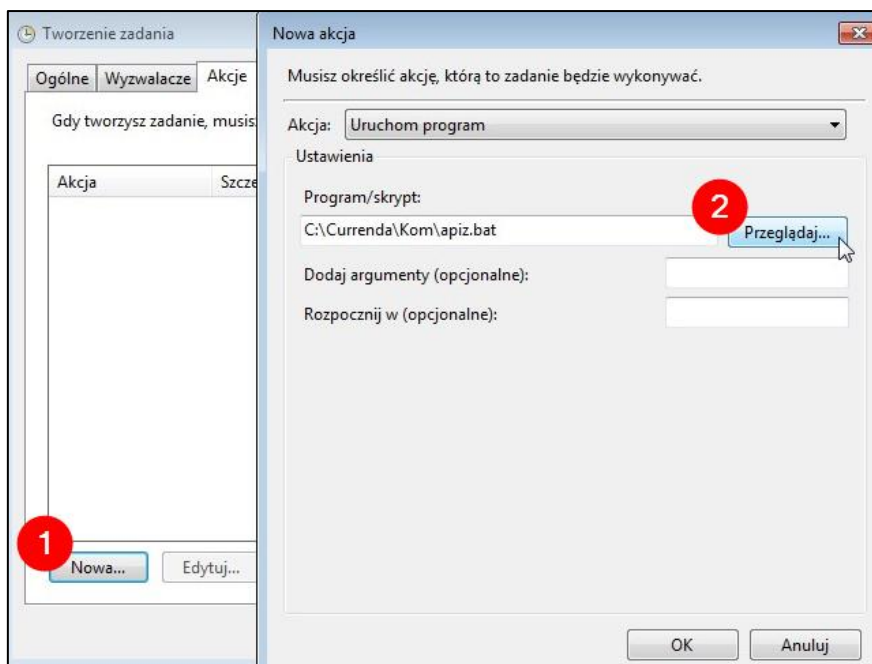 Tworzenie zadania
Ogólne Wyzwalacze Akcje
Gdy tworzysz zadanie,
Akcja
1
Nowa... Edytuj...
Nowa akcja
Musisz określić akcję, którą to zadanie będzie wykonywać.
Akcja: Uruchom program
Ustawienia
Program/skrypt:
2
C:\Currenda\Kom\apiz.bat Przeglądaj...
Dodaj argumenty (opcjonalne):
Rozpocznij w (opcjonalne):
OK Anuluj